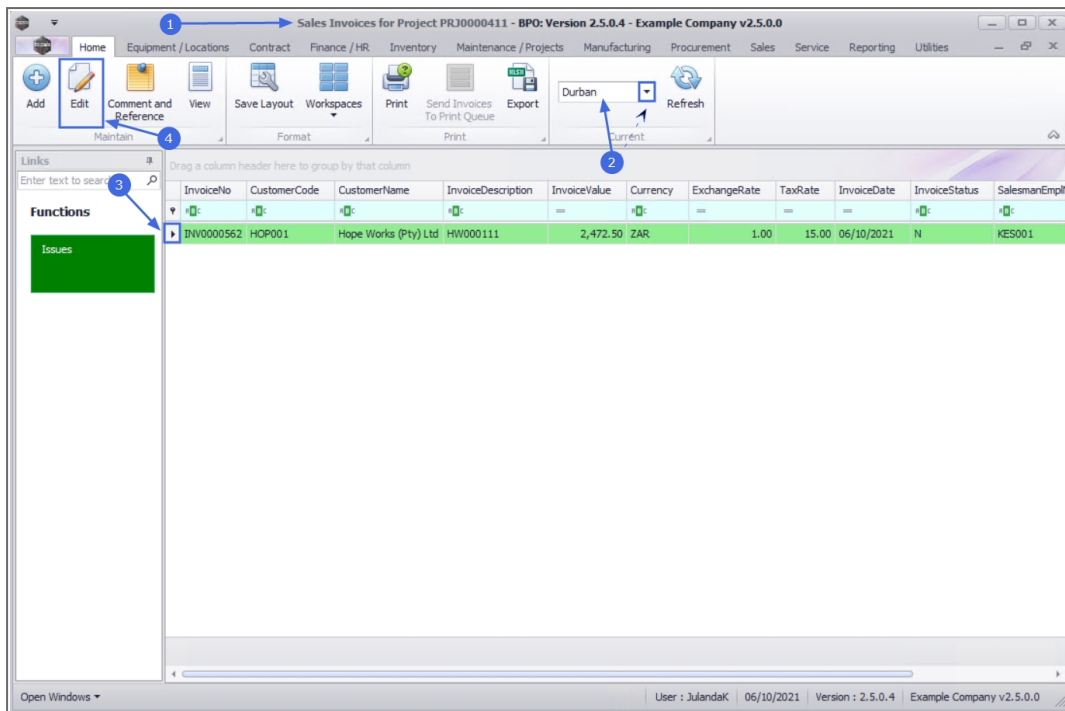 1
Sales Invoices for Project PRJ0000411 - BPO: Version 2.5.0.4 - Example Company v2.5.0.0
Home Equipment / Locations Contract Finance / HR Inventory Maintenance / Projects Manufacturing Procurement Sales Service Reporting Utilities
Add Edit Comment and Reference View Save Layout Workspaces Print Send Invoices To Print Queue Export Durban Refresh
Maintain Format Print Current
4
2
Links
Drag a column header here to group by that column
3
InvoiceNo CustomerCode CustomerName InvoiceDescription InvoiceValue Currency ExchangeRate TaxRate InvoiceDate InvoiceStatus
Functions
INV0000562 HOP001 Hope Works (Pty) Ltd HW000111 2,472.50 ZAR 1.00 15.00 06/10/2021 N KES001
Issues
Open Windows User : JulandaK 06/10/2021 Version : 2.5.0.4 Example Company v2.5.0.0